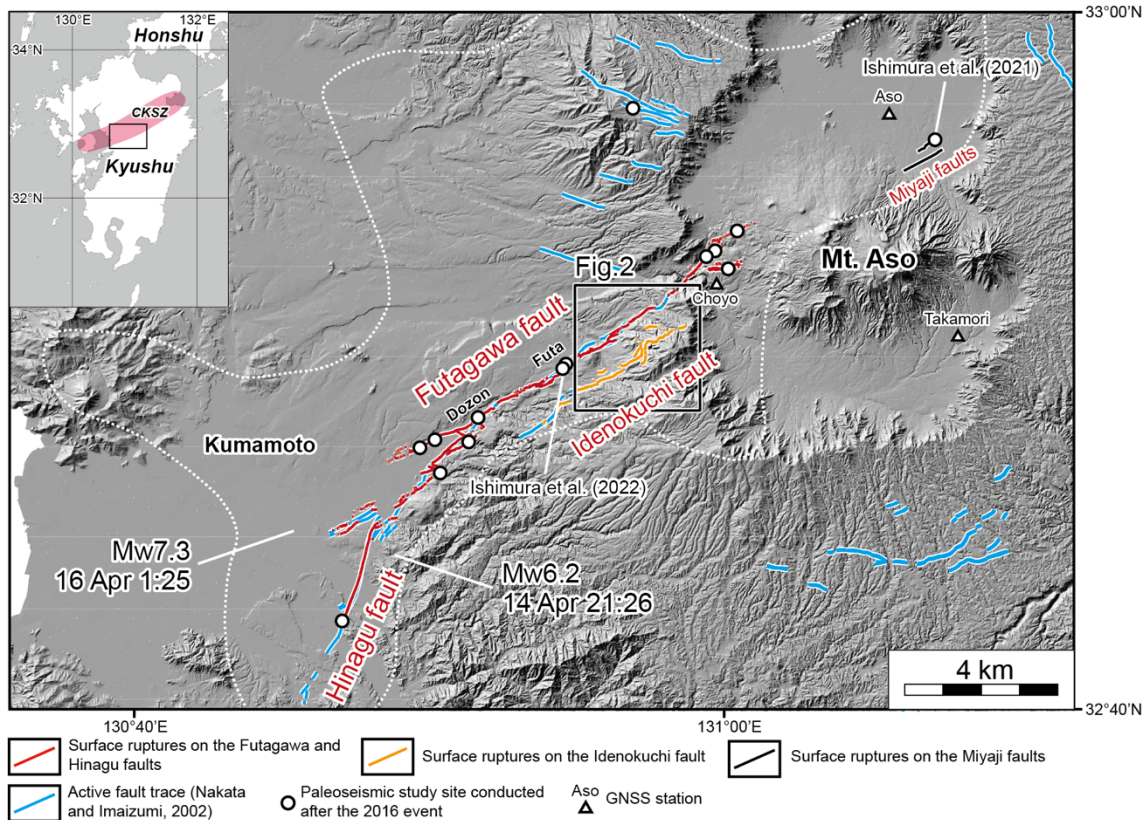 130°E
132°E
33°00'N
34°N
Honshu
CKSZ
Kyushu
32°N
Ishimura et al. (2021)
Aso
Miyaji faults
Mt. Aso
Fig.2
Choyo
Takamori
Futagawa fault
Futa
Dozon
Idenokuchi fault
Kumamoto
Ishimura et al. (2022)
Mw7.3
16 Apr 1:25
Mw6.2
14 Apr 21:26
Hinagu fault
4 km
32°40'N
130°40'E
131°00'E
Surface ruptures on the Futagawa and
Hinagu faults
Surface ruptures on the Idenokuchi fault
Surface ruptures on the Miyaji faults
Active fault trace (Nakata
and Imaizumi, 2002)
Paleoseismic study site conducted
after the 2016 event
Aso
GNSS station